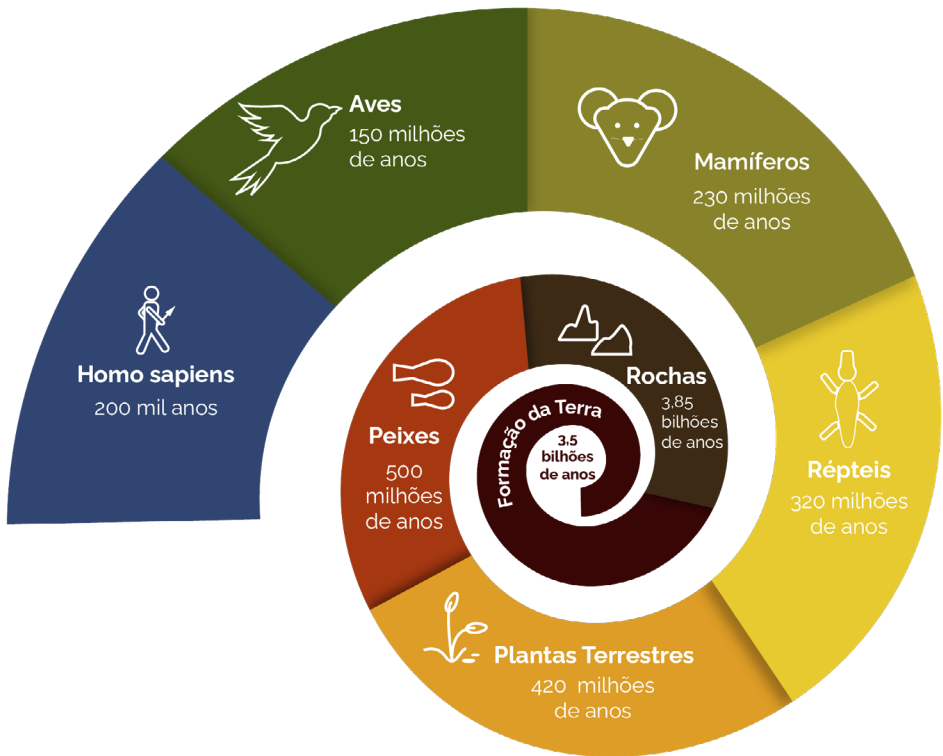 Formação da Terra
3,5
bilhões
de anos
Rochas
3,85
bilhões
de anos
Peixes
500
milhões
de anos
Plantas Terrestres
420 milhões
de anos
Répteis
320 milhões
de anos
Mamíferos
230 milhões
de anos
Aves
150 milhões
de anos
Homo sapiens
200 mil anos